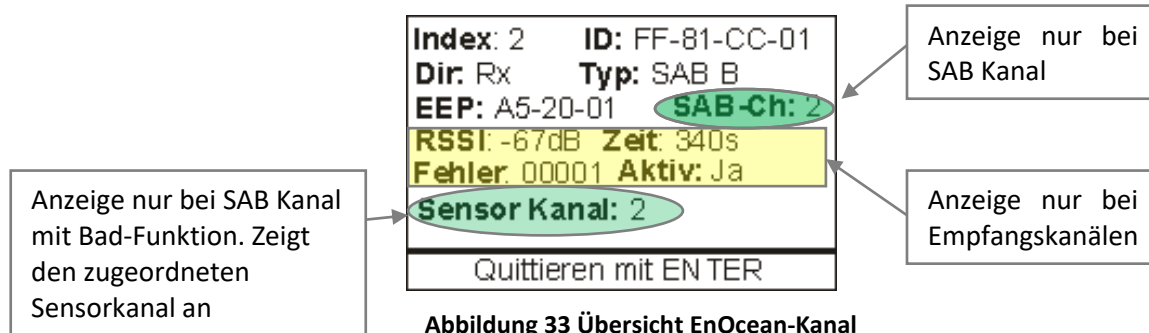 Index: 2 ID: FF-81-CC-01
Dir: Rx Typ: SAB B
EEP: A5-20-01 SAB-Ch: 2
RSSI: -67dB Zeit: 340s
Fehler: 00001 Aktiv: Ja
Sensor Kanal: 2
Quittieren mit ENTER
Anzeige nur bei
SAB Kanal
Anzeige nur bei
Empfangskanälen
Anzeige nur bei SAB Kanal
mit Bad-Funktion. Zeigt
den zugeordneten
Sensorkanal an
Abbildung 33 Übersicht EnOcean-Kanal